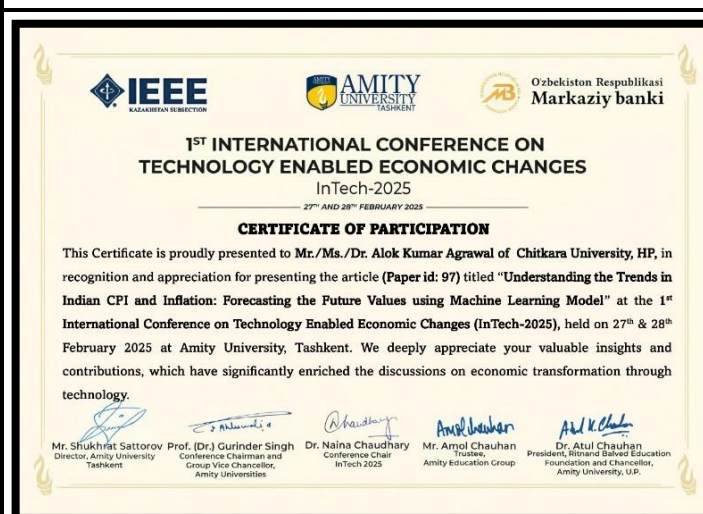 IEEE
KAZAKHSTAN SUBSECTION
AMITY
AMITY
UNIVERSITY
TASHKENT
O'zbekiston Respublikasi
Markaziy banki
1ST INTERNATIONAL CONFERENCE ON
TECHNOLOGY ENABLED ECONOMIC CHANGES
InTech-2025
27TH AND 28TH FEBRUARY 2025
CERTIFICATE OF PARTICIPATION
This Certificate is proudly presented to Mr./Ms./Dr. Alok Kumar Agrawal of Chitkara University, HP, in
recognition and appreciation for presenting the article (Paper id: 97) titled "Understanding the Trends in
Indian CPI and Inflation: Forecasting the Future Values using Machine Learning Model" at the 1st
International Conference on Technology Enabled Economic Changes (InTech-2025), held on 27th & 28th
February 2025 at Amity University, Tashkent. We deeply appreciate your valuable insights and
contributions, which have significantly enriched the discussions on economic transformation through
technology.
Mr. Shukhrat Sattorov
Director, Amity University
Tashkent
Prof. (Dr.) Gurinder Singh
Conference Chairman and
Group Vice Chancellor,
Amity Universities
Dr. Naina Chaudhary
Conference Chair
InTech 2025
Amol Chauhan
Mr. Amol Chauhan
Trustee,
Amity Education Group
Dr. Atul Chauhan
President, Ritnand Balved Education
Foundation and Chancellor,
Amity University, U.P.